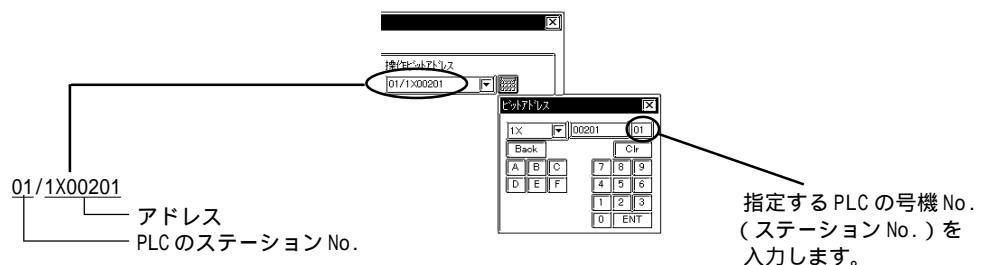 操作ビットアドレス
01/1X00201
ビットアドレス
1X 00201 01
Back Clr
A B C 7 8 9
D E F 4 5 6
1 2 3
0 ENT
01/1X00201
アドレス
PLCのステーションNo.
指定するPLCの号機No.
(ステーションNo.)を
入力します。